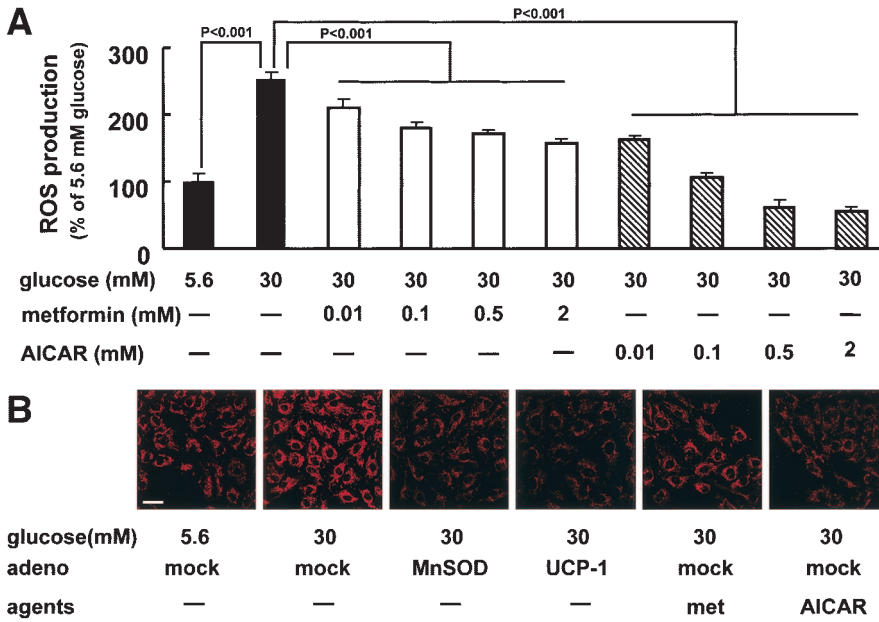 A
P<0.001
P<0.001
P<0.001
ROS production
(% of 5.6 mM glucose)
300
200
100
0
glucose (mM) 5.6 30 30 30 30 30 30 30 30 30
metformin (mM) — — 0.01 0.1 0.5 2 — — — —
AICAR (mM) — — — — — — 0.01 0.1 0.5 2
B
glucose(mM) 5.6 30 30 30 30 30
adeno mock mock MnSOD UCP-1 mock mock
agents — — — — met AICAR